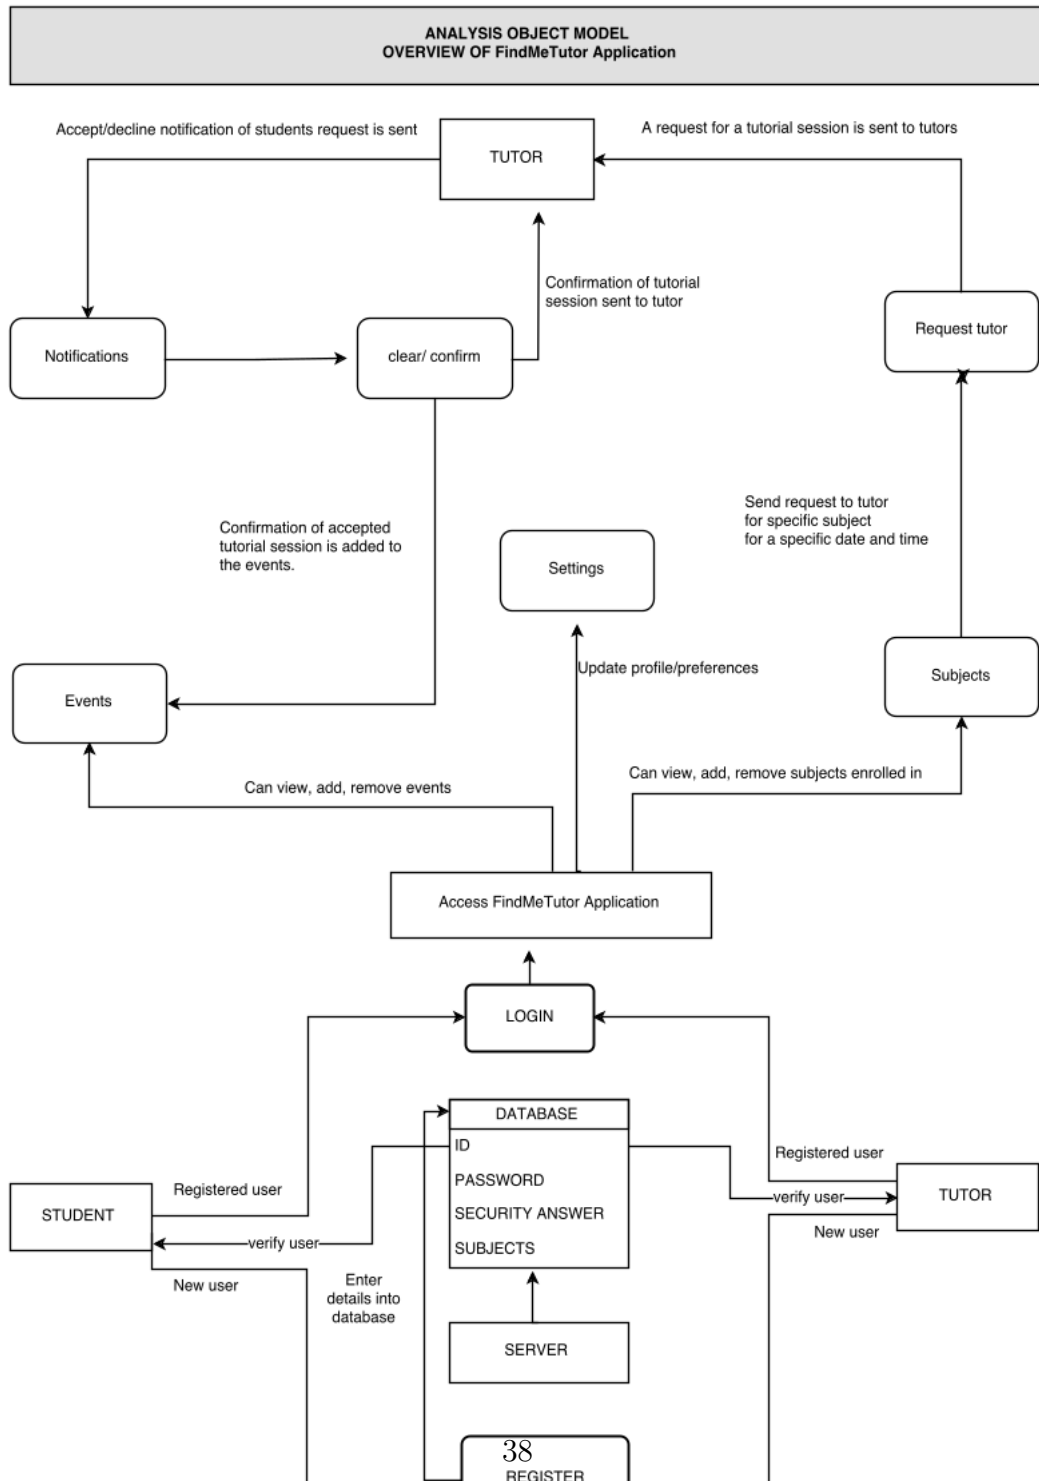 ANALYSIS OBJECT MODEL
OVERVIEW OF FindMeTutor Application
Accept/decline notification of students request is sent
TUTOR
A request for a tutorial session is sent to tutors
Confirmation of tutorial
session sent to tutor
Notifications
clear/ confirm
Request tutor
Send request to tutor
for specific subject
for a specific date and time
Confirmation of accepted
tutorial session is added to
the events.
Settings
Update profile/preferences
Subjects
Events
Can view, add, remove subjects enrolled in
Can view, add, remove events
Access FindMeTutor Application
LOGIN
DATABASE
ID
PASSWORD
SECURITY ANSWER
SUBJECTS
Registered user
Registered user
STUDENT
verify user
verify user
TUTOR
New user
New user
Enter
details into
database
SERVER
38
REGISTER